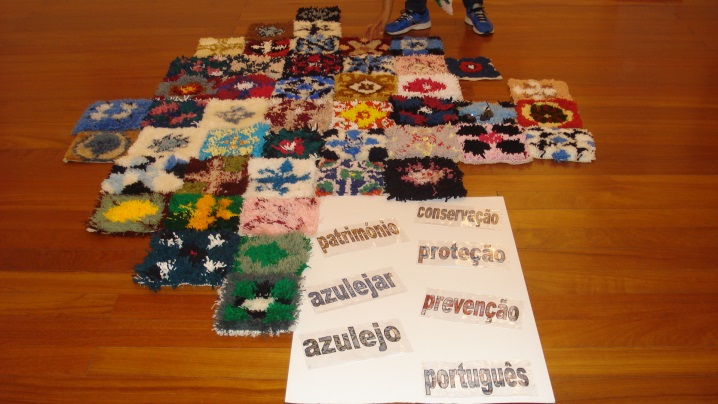 património
azulejar
azulejo
conservação
proteção
prevenção
português